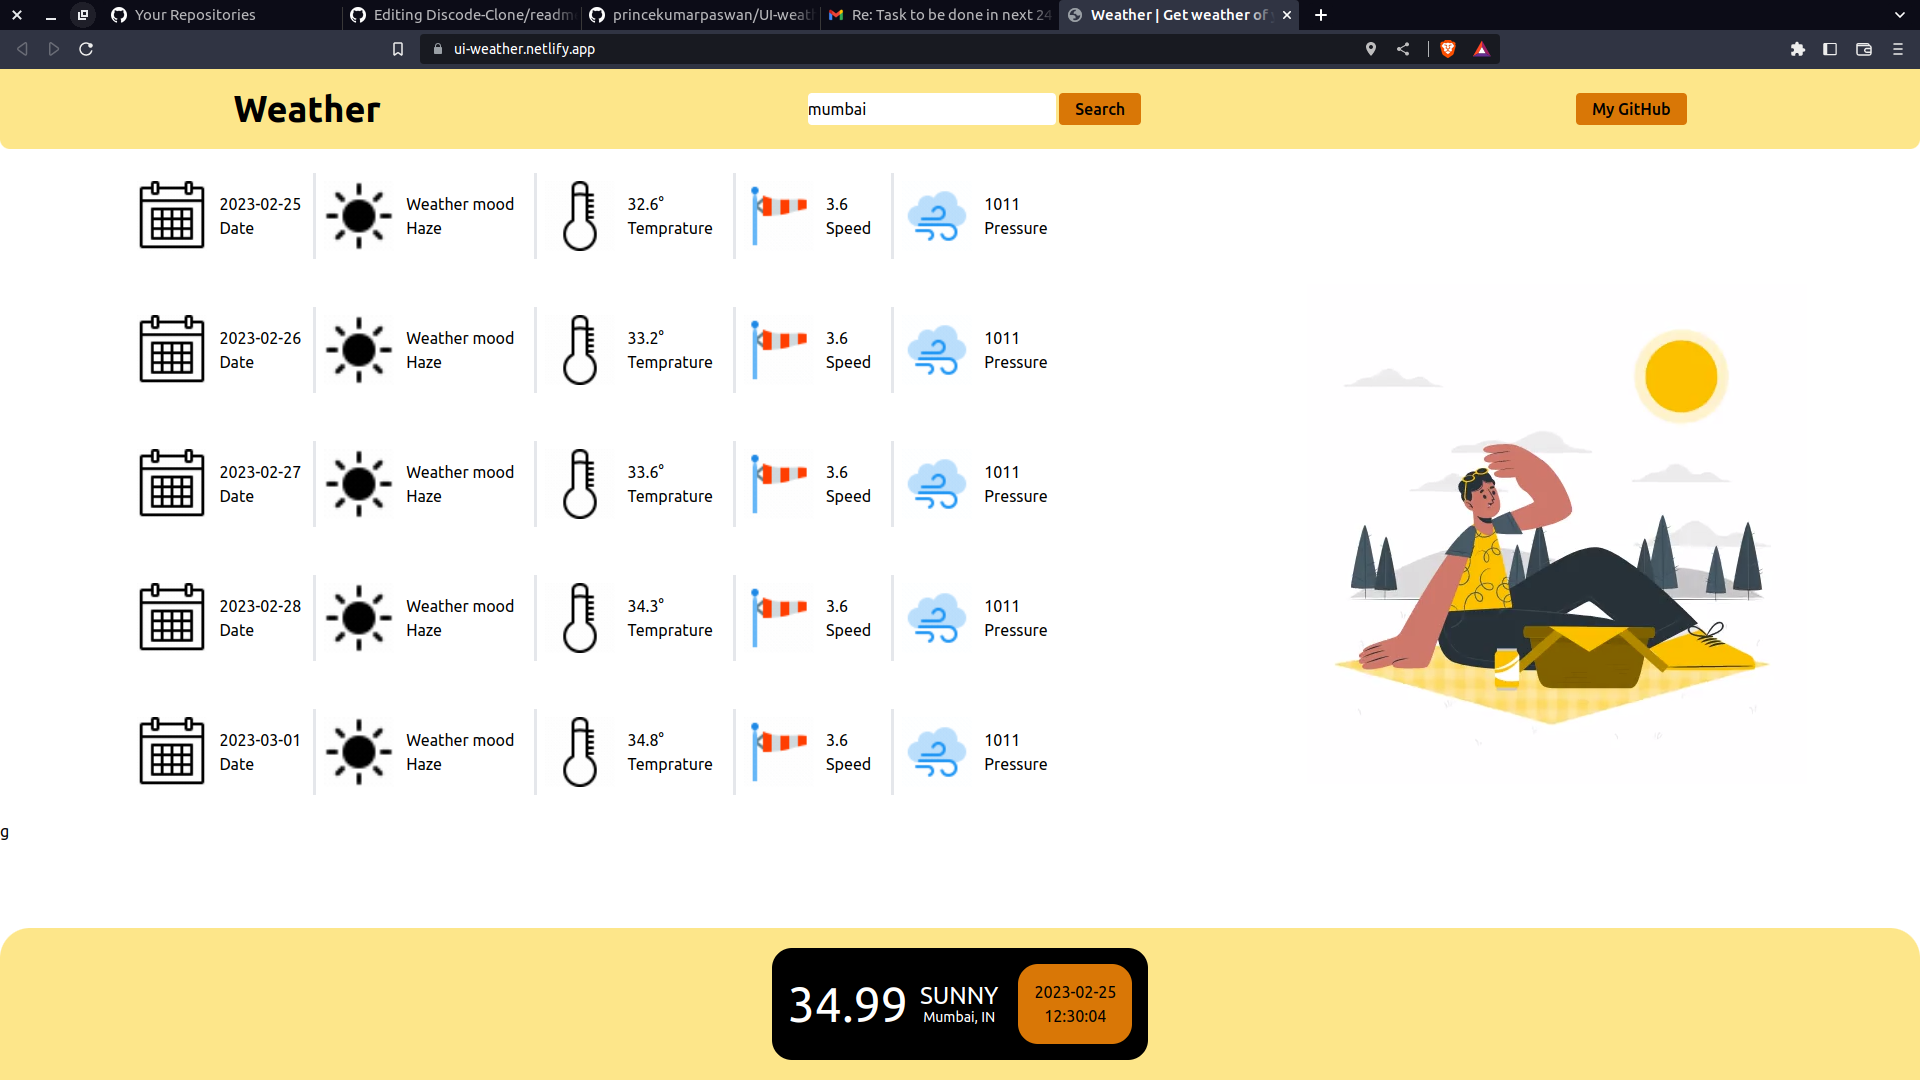 Your Repositories
Editing Discode-Clone/readm
princekumarpaswan/UI-weat
Re: Task to be done in next 24
Weather | Get weather of
ui-weather.netlify.app
Weather
mumbai
Search
My GitHub
2023-02-25
Date
Weather mood
Haze
32.6°
Temprature
3.6
Speed
1011
Pressure
2023-02-26
Date
Weather mood
Haze
33.2°
Temprature
3.6
Speed
1011
Pressure
2023-02-27
Date
Weather mood
Haze
33.6°
Temprature
3.6
Speed
1011
Pressure
2023-02-28
Date
Weather mood
Haze
34.3°
Temprature
3.6
Speed
1011
Pressure
2023-03-01
Date
Weather mood
Haze
34.8°
Temprature
3.6
Speed
1011
Pressure
g
34.99
SUNNY
Mumbai, IN
2023-02-25
12:30:04